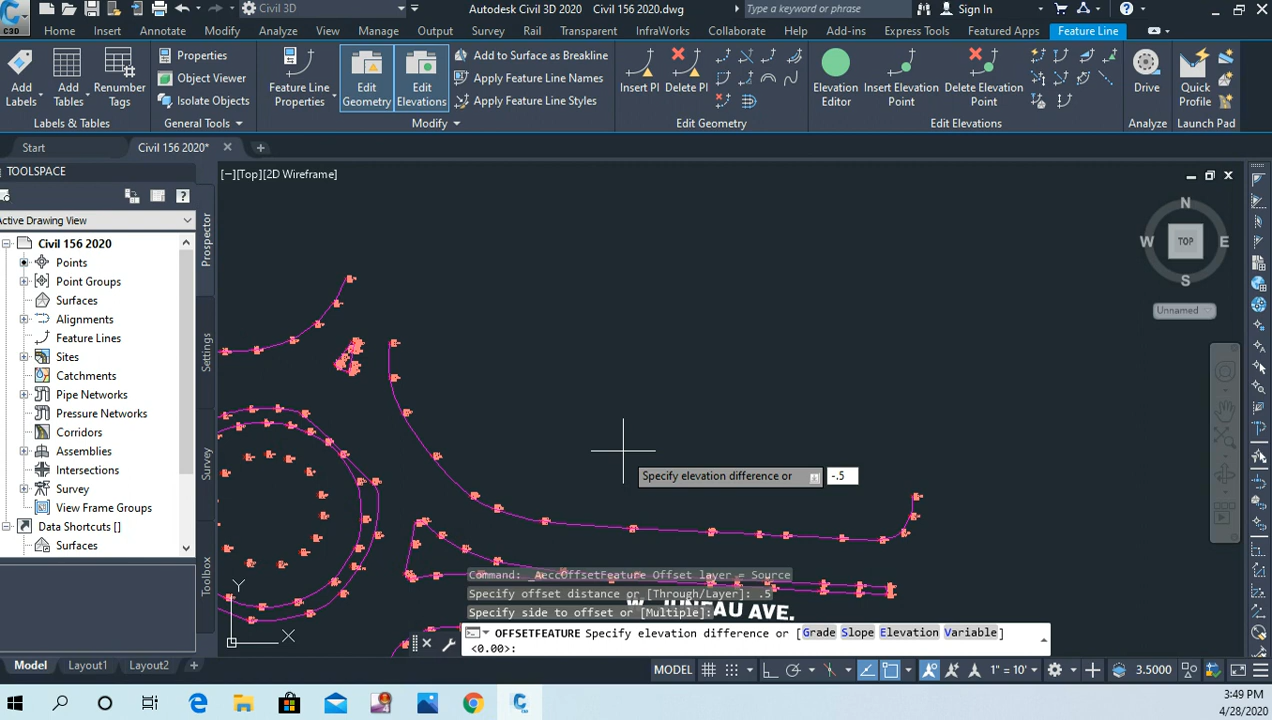 C3D
Civil 3D
Autodesk Civil 3D 2020 Civil 156 2020.dwg
Type a keyword or phrase
Sign In
Home Insert Annotate Modify Analyze View Manage Output Survey Rail Transparent InfraWorks Collaborate Help Add-ins Express Tools Featured Apps Feature Line
Add Labels
Add Tables
Renumber Tags
Labels & Tables
Properties
Object Viewer
Isolate Objects
General Tools
Feature Line Properties
Edit Geometry
Edit Elevations
Add to Surface as Breakline
Apply Feature Line Names
Apply Feature Line Styles
Modify
Insert PI
Delete PI
Edit Geometry
Elevation Editor
Insert Elevation Point
Delete Elevation Point
Edit Elevations
Drive
Analyze
Quick Profile
Launch Pad
Start
Civil 156 2020*
TOOLSPACE
[−][Top][2D Wireframe]
Active Drawing View
Civil 156 2020
Points
Point Groups
Surfaces
Alignments
Feature Lines
Sites
Catchments
Pipe Networks
Pressure Networks
Corridors
Assemblies
Intersections
Survey
View Frame Groups
Data Shortcuts []
Surfaces
Prospector
Settings
Survey
Toolbox
N
W TOP E
S
Unnamed
Specify elevation difference or -.5
Y
X
Command: _AeccOffsetFeature Offset layer = Source
Specify offset distance or [Through/Layer]: .5
Specify side to offset or [Multiple]:
AU AVE.
OFFSETFEATURE Specify elevation difference or [Grade Slope Elevation Variable]
<0.00>:
Model Layout1 Layout2 +
MODEL 1" = 10' 3.5000
3:49 PM
4/28/2020